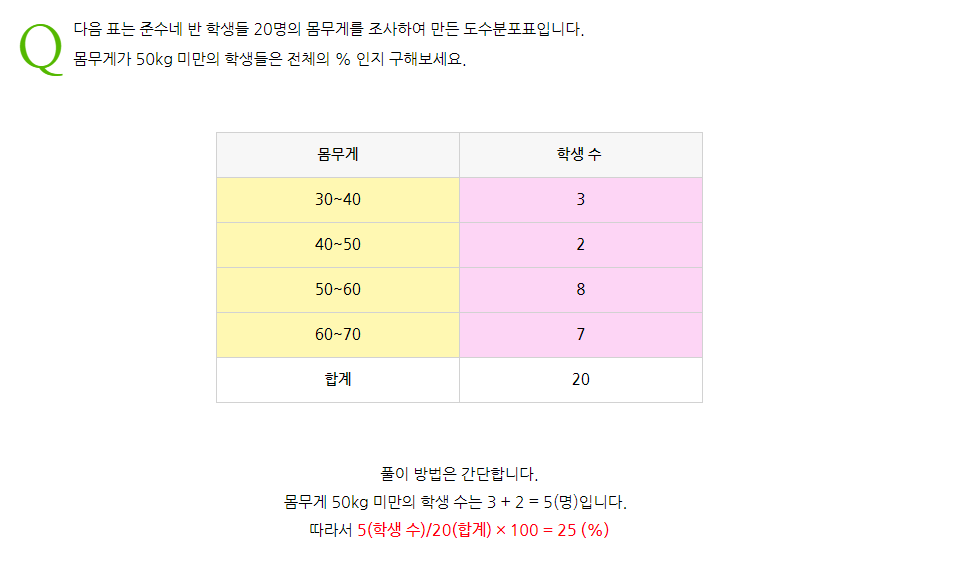 Q 다음 표는 준수네 반 학생들 20명의 몸무게를 조사하여 만든 도수분포표입니다.
몸무게가 50kg 미만의 학생들은 전체의 % 인지 구해보세요.
몸무게 학생 수
30~40 3
40~50 2
50~60 8
60~70 7
합계 20
풀이 방법은 간단합니다.
몸무게 50kg 미만의 학생 수는 3 + 2 = 5(명)입니다.
따라서 5(학생 수)/20(합계) × 100 = 25 (%)